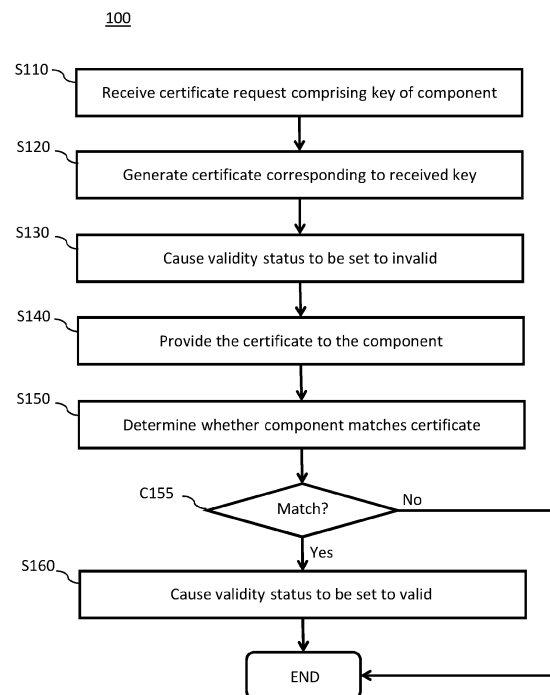 100
S110
Receive certificate request comprising key of component
S120
Generate certificate corresponding to received key
S130
Cause validity status to be set to invalid
S140
Provide the certificate to the component
S150
Determine whether component matches certificate
C155
Match?
No
Yes
S160
Cause validity status to be set to valid
END